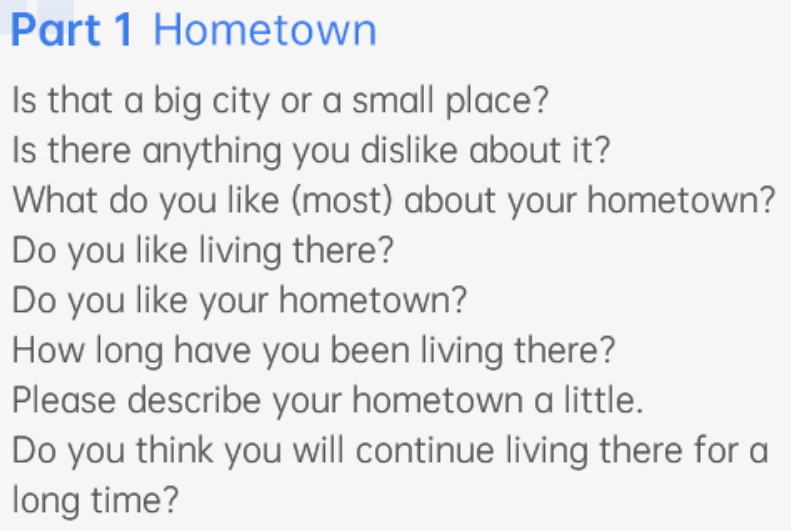 Part 1 Hometown
Is that a big city or a small place?
Is there anything you dislike about it?
What do you like (most) about your hometown?
Do you like living there?
Do you like your hometown?
How long have you been living there?
Please describe your hometown a little.
Do you think you will continue living there for a
long time?